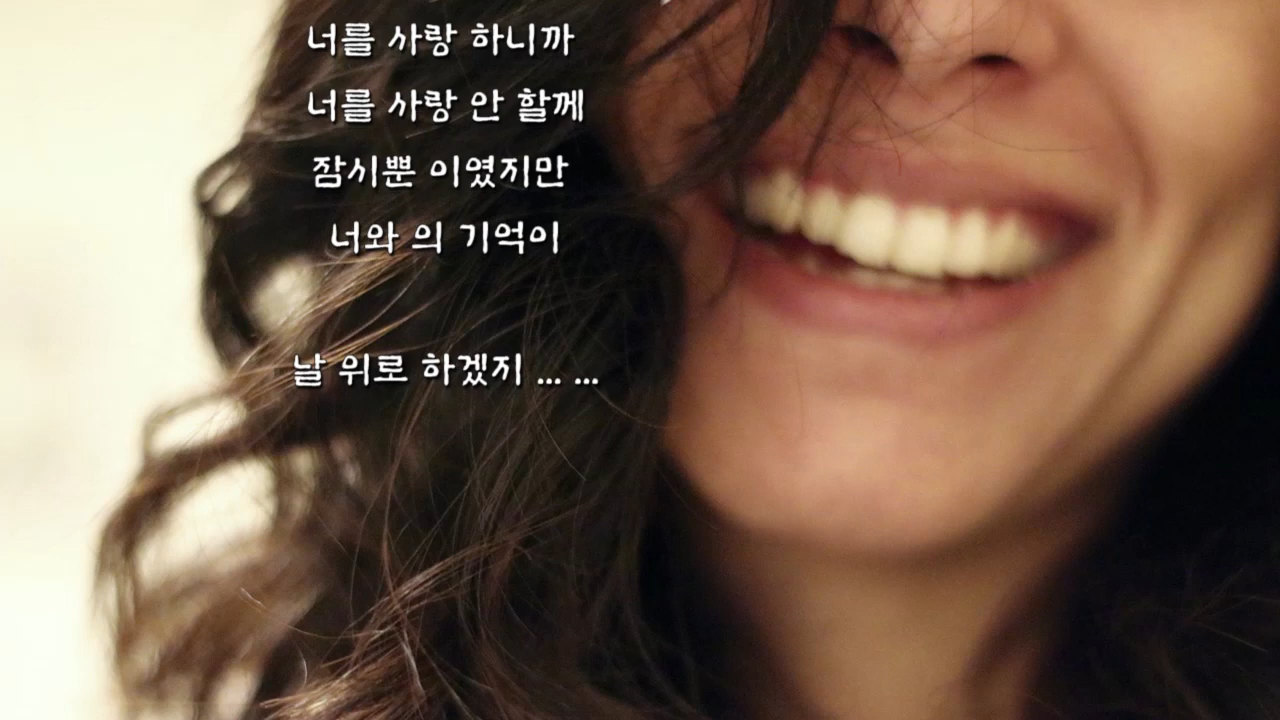 너를 사랑 하니까
너를 사랑 안 할께
잠시뿐 이였지만
너와 의 기억이
날 위로 하겠지 ... ...